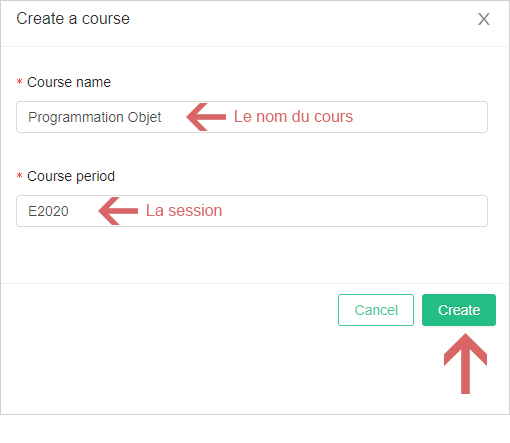 Create a course
* Course name
Programmation Objet Le nom du cours
* Course period
E2020 La session
Cancel Create